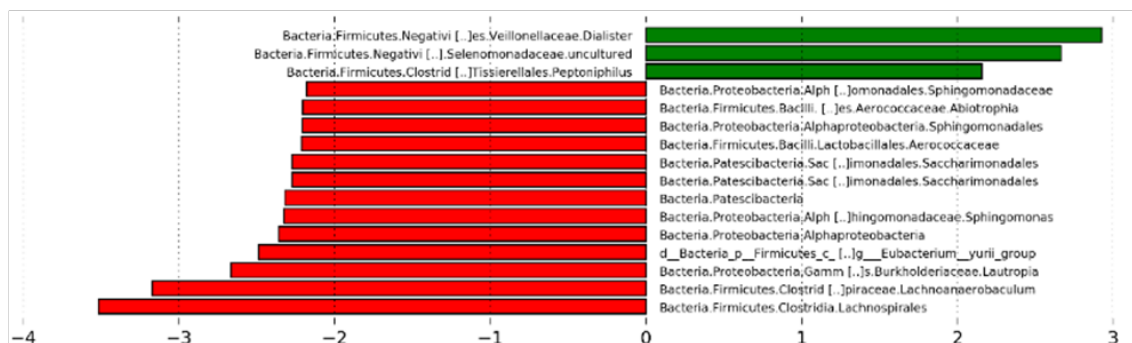 Bacteria.Firmicutes.Negativi [..]es.Veillonellaceae.Dialister
Bacteria.Firmicutes.Negativi [..].Selenomonadaceae.uncultured
Bacteria.Firmicutes.Clostrid [..]Tissierellales.Peptoniphilus
Bacteria.Proteobacteria.Alph [..]omonadales.Sphingomonadaceae
Bacteria.Firmicutes.Bacilli. [..]es.Aerococcaceae.Abiotrophia
Bacteria.Proteobacteria.Alphaproteobacteria.Sphingomonadales
Bacteria.Firmicutes.Bacilli.Lactobacillales.Aerococcaceae
Bacteria.Patescibacteria.Sac [..]imonadales.Saccharimonadales
Bacteria.Patescibacteria.Sac [..]imonadales.Saccharimonadales
Bacteria.Patescibacteria
Bacteria.Proteobacteria.Alph [..]hingomonadaceae.Sphingomonas
Bacteria.Proteobacteria.Alphaproteobacteria
d__Bacteria_p__Firmicutes_c_ [..]g___Eubacterium__yurii_group
Bacteria.Proteobacteria.Gamm [..]s.Burkholderiaceae.Lautropia
Bacteria.Firmicutes.Clostrid [..]piraceae.Lachnoanaerobaculum
Bacteria.Firmicutes.Clostridia.Lachnospirales
−4 −3 −2 −1 0 1 2 3